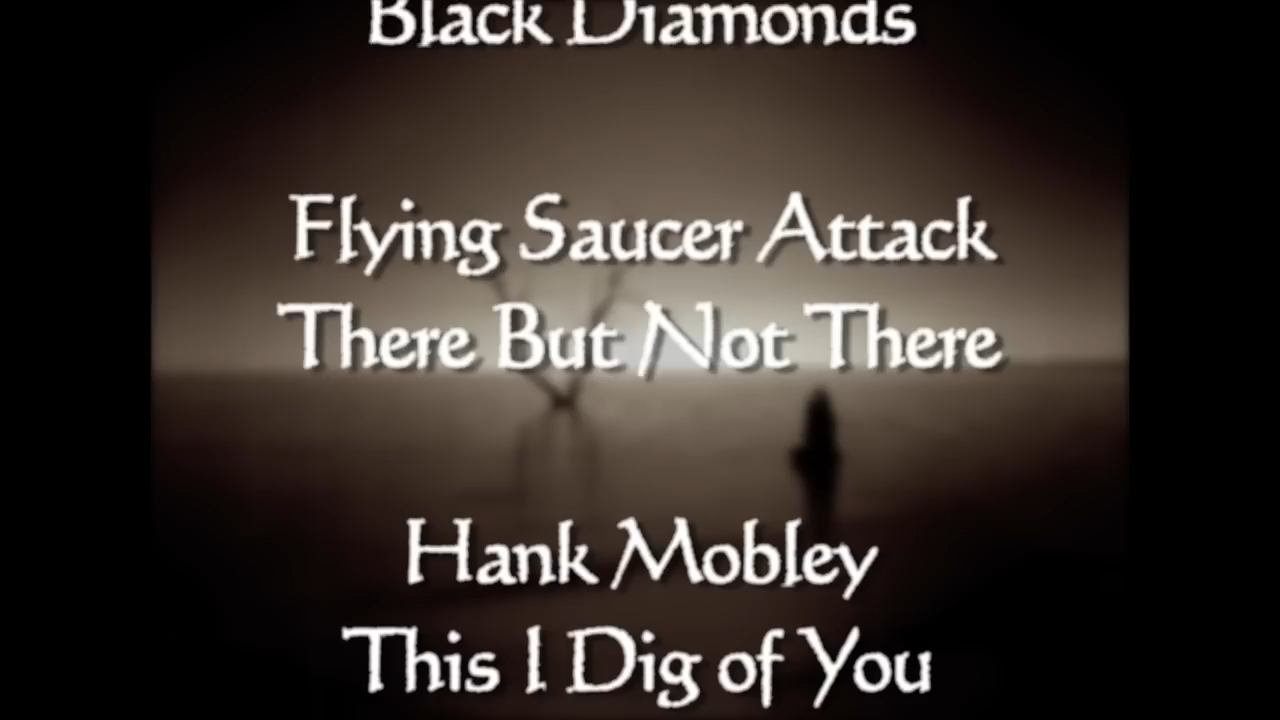 Black Diamonds
Flying Saucer Attack
There But Not There
Hank Mobley
This I Dig of You